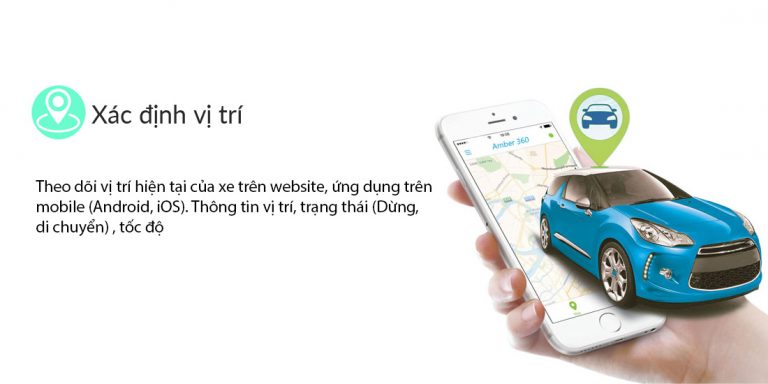 Xác định vị trí
Theo dõi vị trí hiện tại của xe trên website, ứng dụng trên
mobile (Android, iOS). Thông tin vị trí, trạng thái (Dừng,
di chuyển) , tốc độ
Amber 360